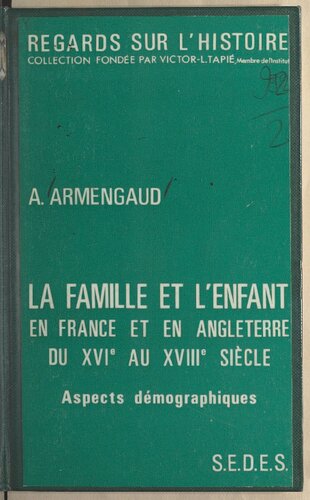 REGARDS SUR L'HISTOIRE
COLLECTION FONDÉE PAR VICTOR-L.TAPIÉ, Membre de l'Institut
A. ARMENGAUD
LA FAMILLE ET L'ENFANT
EN FRANCE ET EN ANGLETERRE
DU XVIe AU XVIIIe SIÈCLE
Aspects démographiques
S.E.D.E.S.